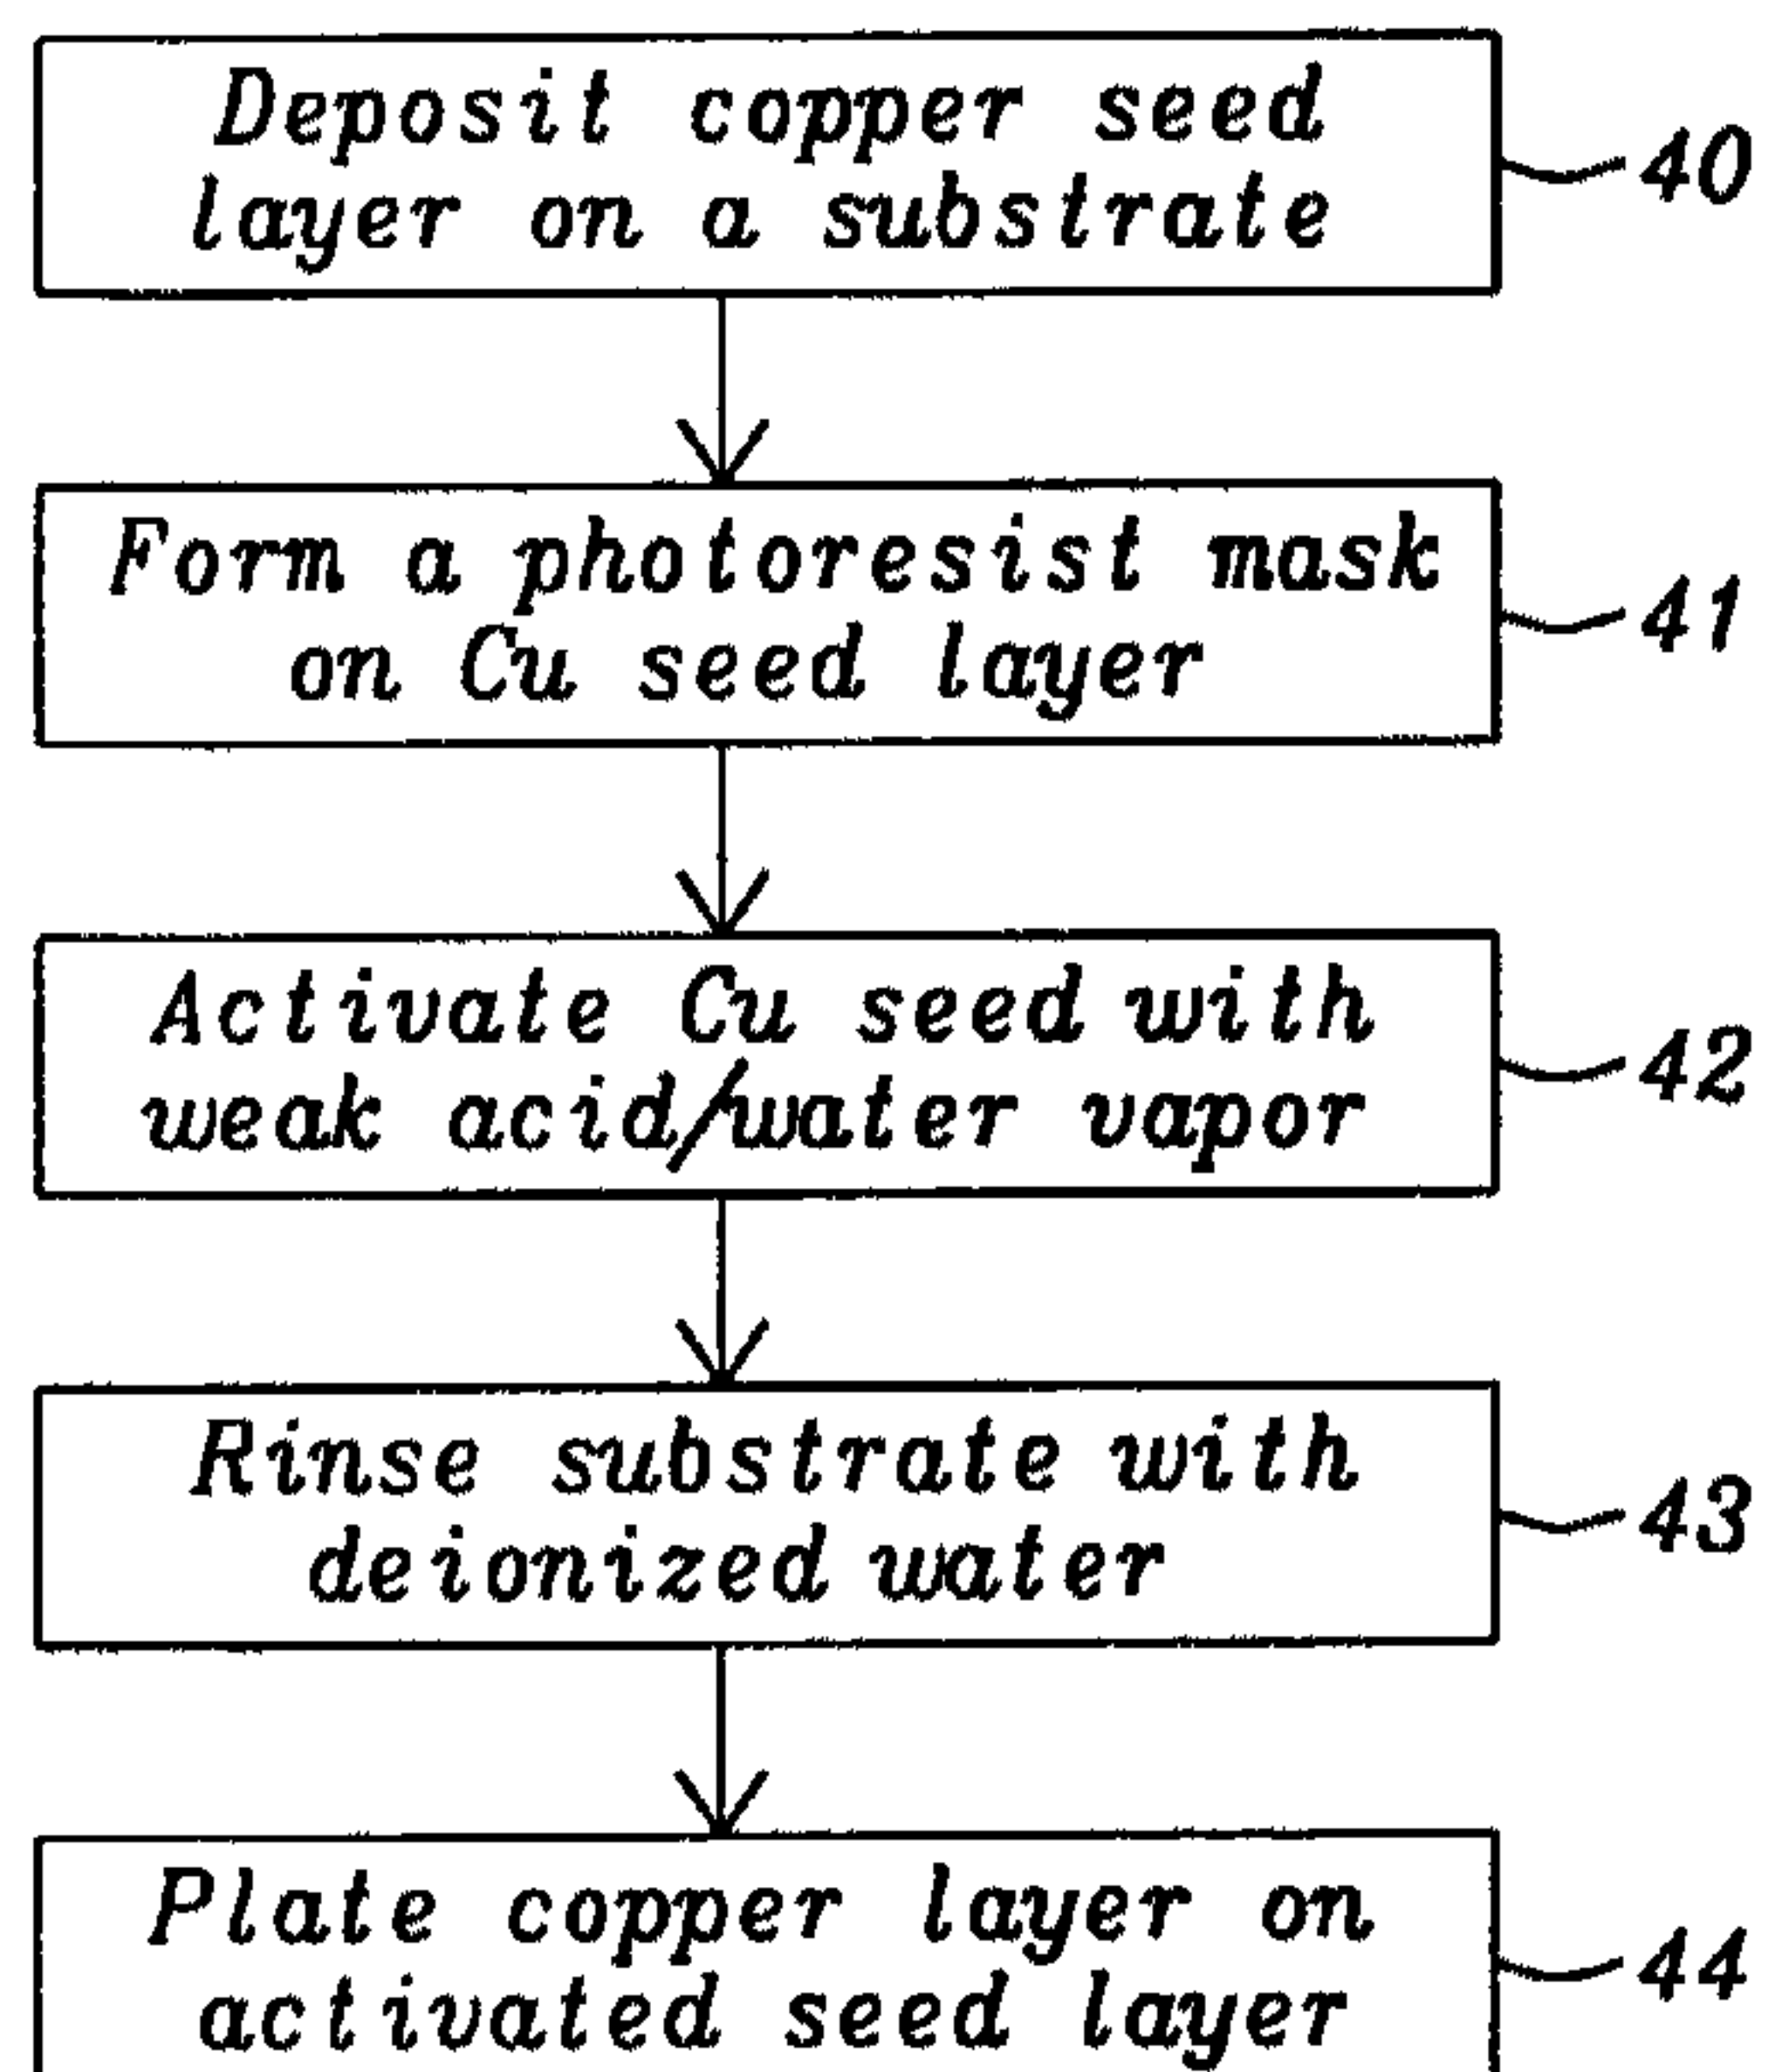 Deposit copper seed
layer on a substrate
40
Form a photoresist mask
on Cu seed layer
41
Activate Cu seed with
weak acid/water vapor
42
Rinse substrate with
deionized water
43
Plate copper layer on
activated seed layer
44